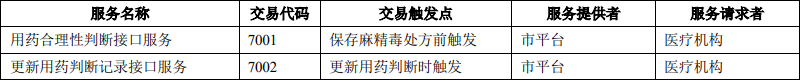 服务名称 交易代码 交易触发点 服务提供者 服务请求者
用药合理性判断接口服务 7001 保存麻精毒处方前触发 市平台 医疗机构
更新用药判断记录接口服务 7002 更新用药判断时触发 市平台 医疗机构